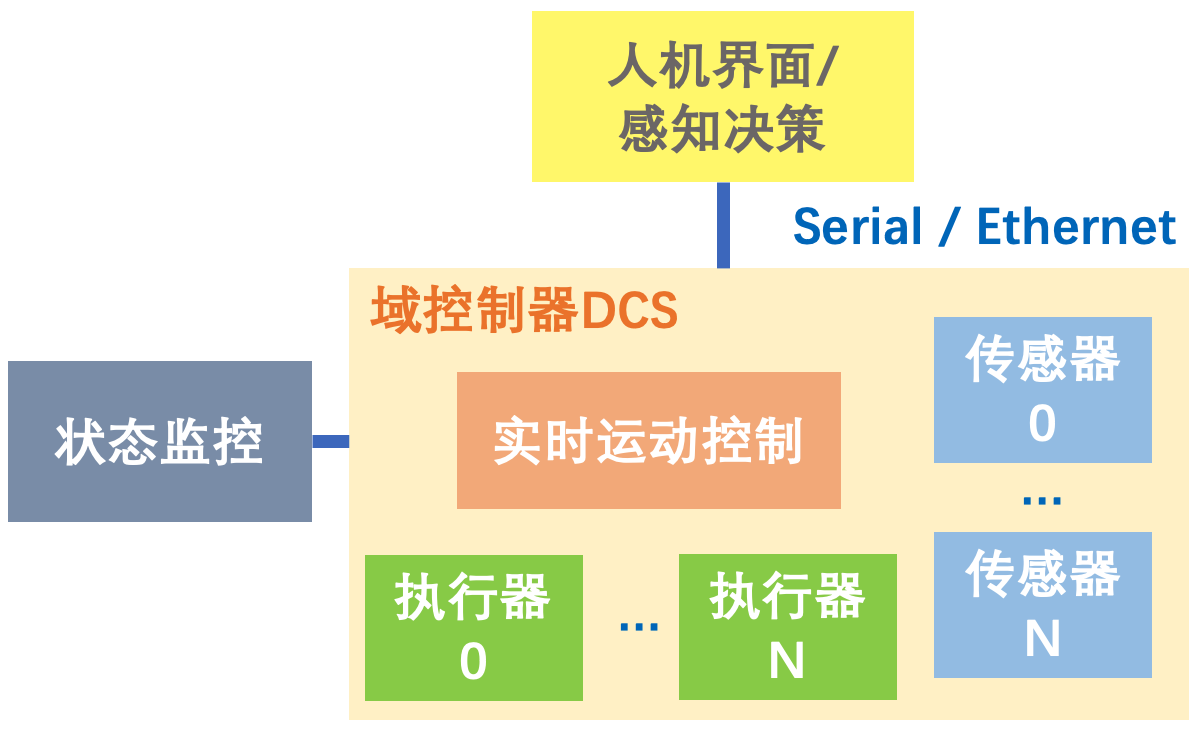 人机界面/
感知决策
Serial / Ethernet
域控制器DCS
状态监控
实时运动控制
传感器
0
...
传感器
N
执行器
0
...
执行器
N